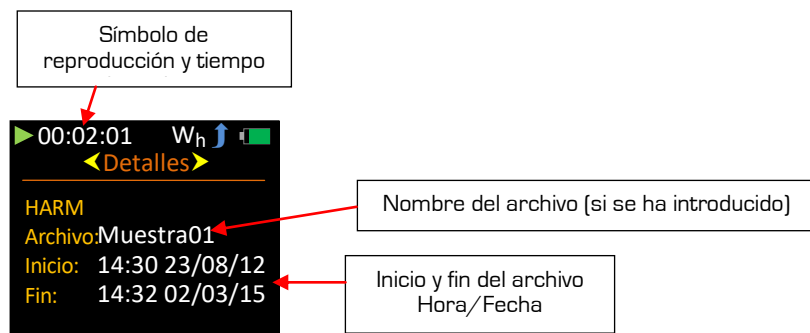 Símbolo de
reproducción y tiempo
00:02:01 Wh
Detalles
HARM
Archivo:Muestra01
Inicio: 14:30 23/08/12
Fin: 14:32 02/03/15
Nombre del archivo (si se ha introducido)
Inicio y fin del archivo
Hora/Fecha